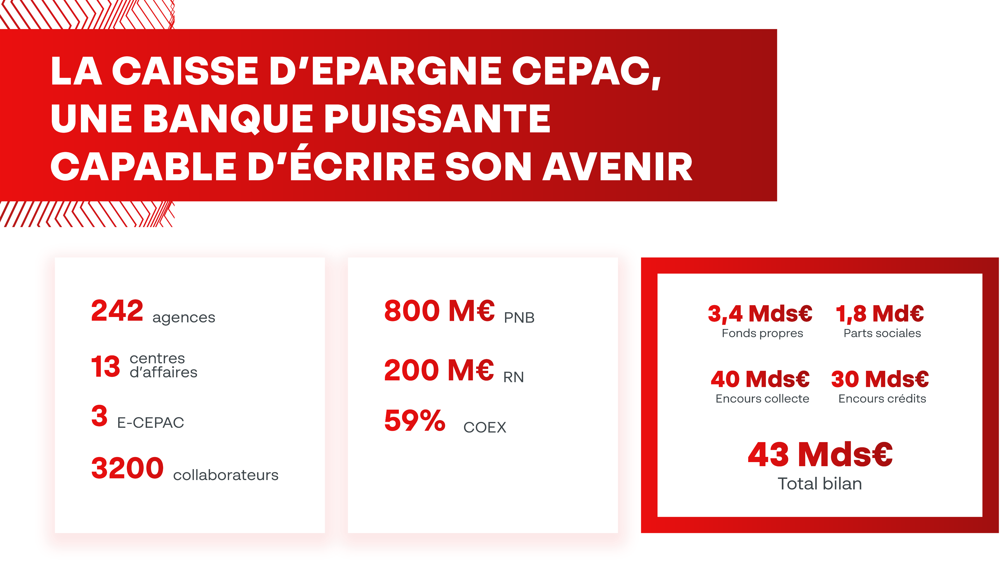 LA CAISSE D’EPARGNE CEPAC,
UNE BANQUE PUISSANTE
CAPABLE D’ÉCRIRE SON AVENIR
242 agences
13 centres
d’affaires
3 E-CEPAC
3200 collaborateurs
800 M€ PNB
200 M€ RN
59% COEX
3,4 Mds€ 1,8 Md€
Fonds propres Parts sociales
40 Mds€ 30 Mds€
Encours collecte Encours crédits
43 Mds€
Total bilan